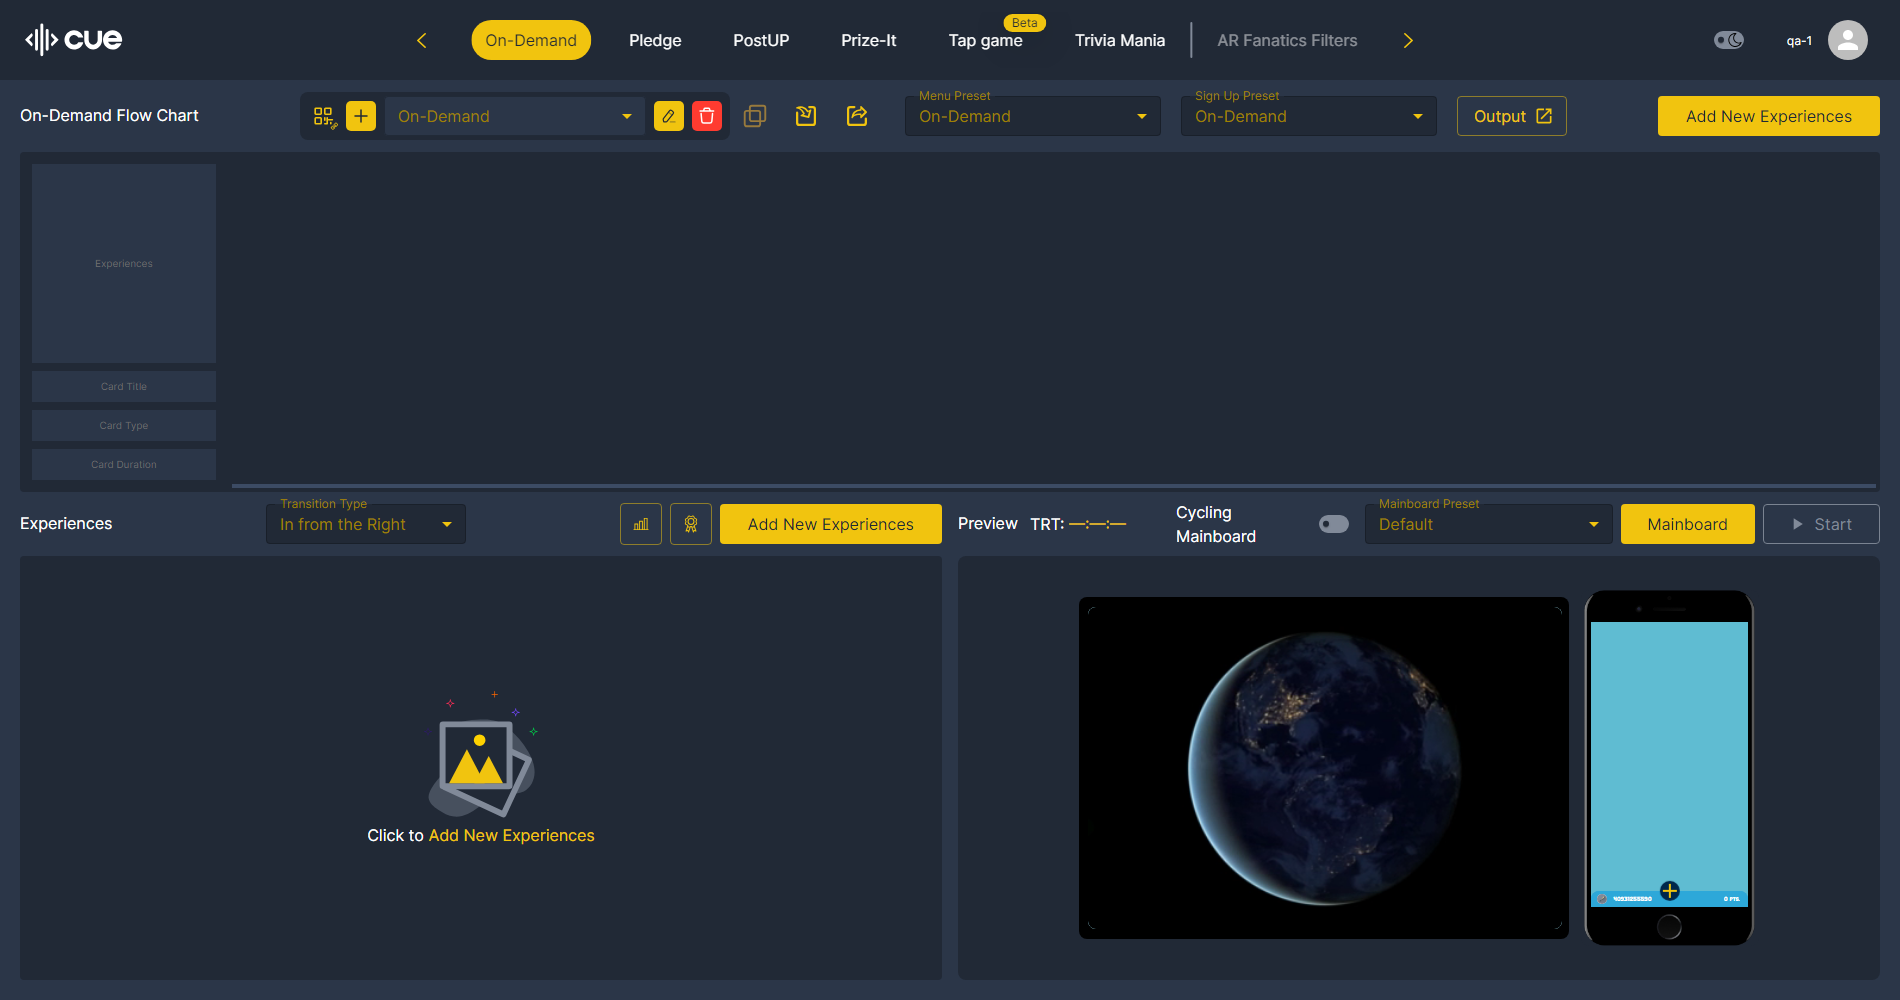 cue
On-Demand
Pledge
PostUP
Prize-It
Tap game
Beta
Trivia Mania
AR Fanatics Filters
qa-1
On-Demand Flow Chart
On-Demand
Menu Preset
On-Demand
Sign Up Preset
On-Demand
Output
Add New Experiences
Experiences
Card Title
Card Type
Card Duration
Experiences
Transition Type
In from the Right
Add New Experiences
Preview
TRT: —:—:—
Cycling
Mainboard
Mainboard Preset
Default
Mainboard
Start
Click to Add New Experiences
0 PTS.